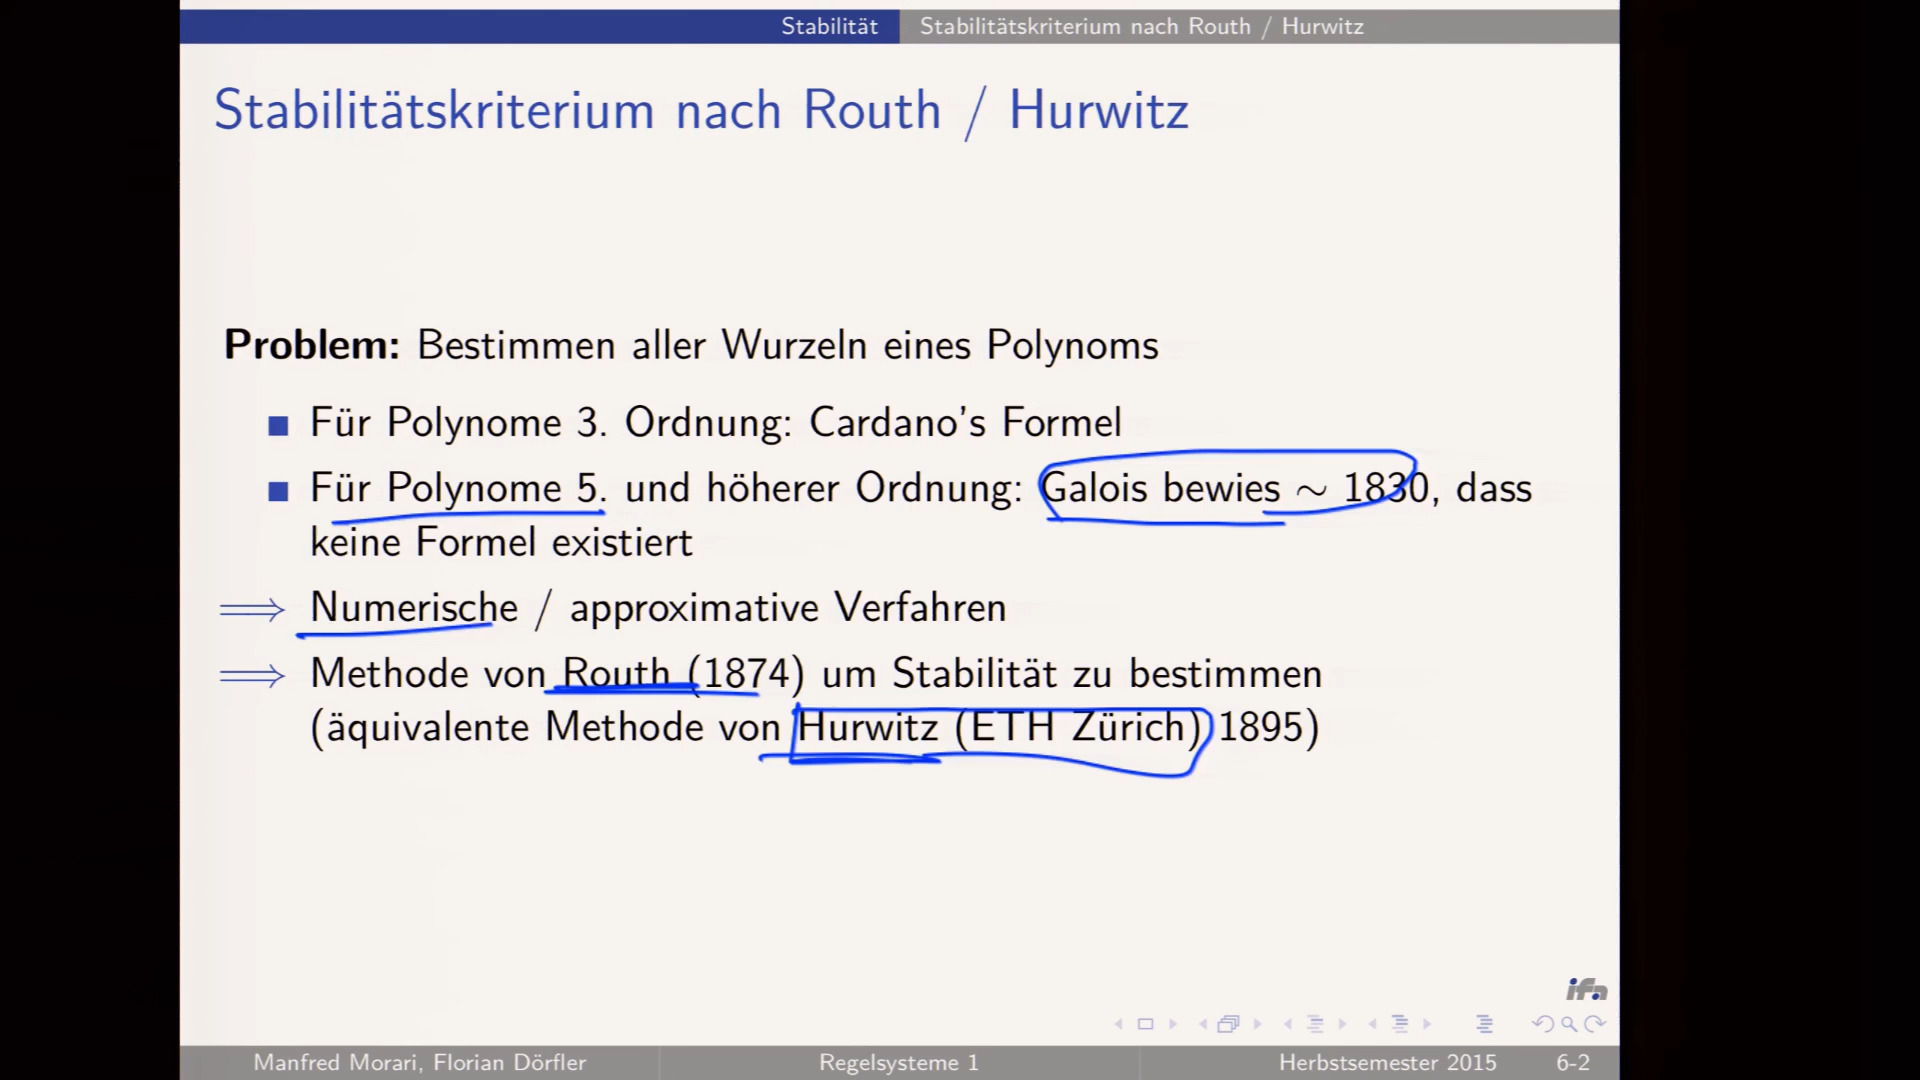 Stabilität Stabilitätskriterium nach Routh / Hurwitz
Stabilitätskriterium nach Routh / Hurwitz
Problem: Bestimmen aller Wurzeln eines Polynoms
Für Polynome 3. Ordnung: Cardano's Formel
Für Polynome 5. und höherer Ordnung: Galois bewies ∼ 1830, dass
keine Formel existiert
⟹ Numerische / approximative Verfahren
⟹ Methode von Routh (1874) um Stabilität zu bestimmen
(äquivalente Methode von Hurwitz (ETH Zürich) 1895)
ifa
Manfred Morari, Florian Dörfler Regelsysteme 1 Herbstsemester 2015 6-2